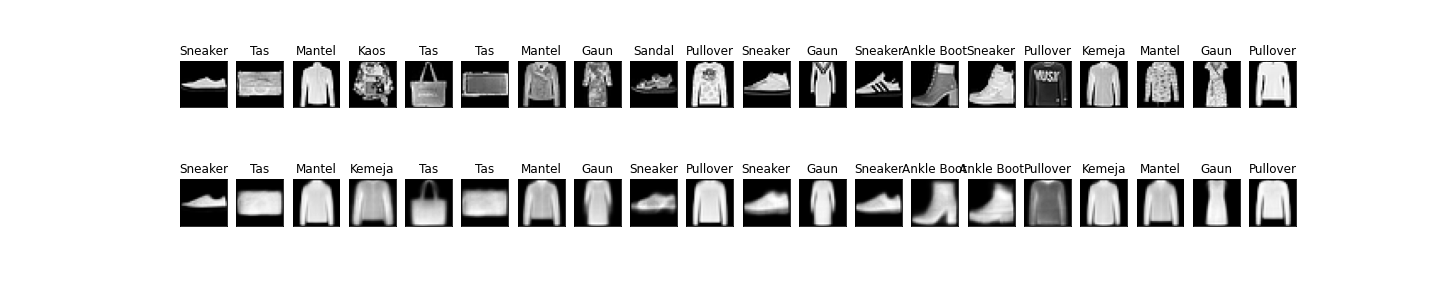 Sneaker Tas Mantel Kaos Tas Tas Mantel Gaun Sandal Pullover Sneaker Gaun Sneaker Ankle Boot Sneaker Pullover Kemeja Mantel Gaun Pullover
MUSK
Sneaker Tas Mantel Kemeja Tas Tas Mantel Gaun Sneaker Pullover Sneaker Gaun Sneaker Ankle Boot Ankle Boot Pullover Kemeja Mantel Gaun Pullover